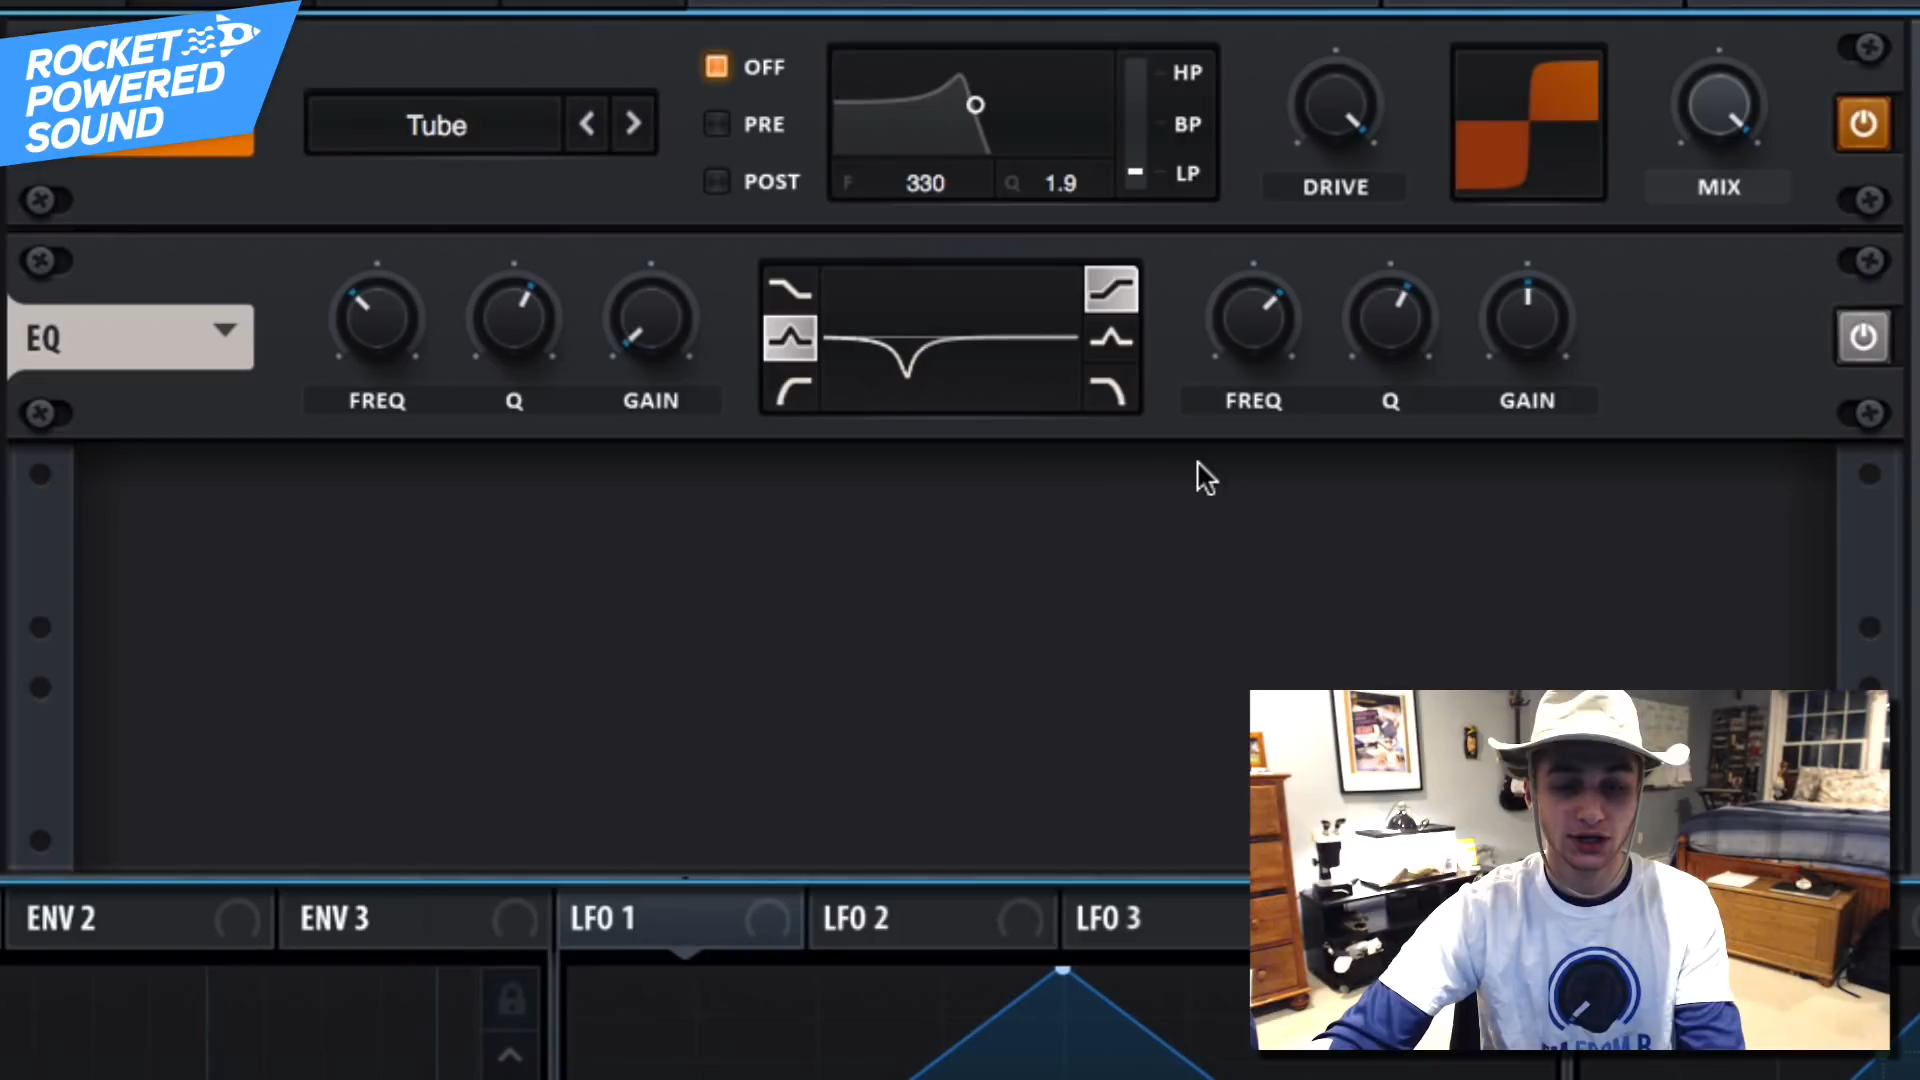 ROCKET
POWERED
SOUND
Tube
OFF
PRE
POST
F 330 Q 1.9
HP
BP
LP
DRIVE
MIX
EQ
FREQ Q GAIN
FREQ Q GAIN
ENV 2 ENV 3 LFO 1 LFO 2 LFO 3